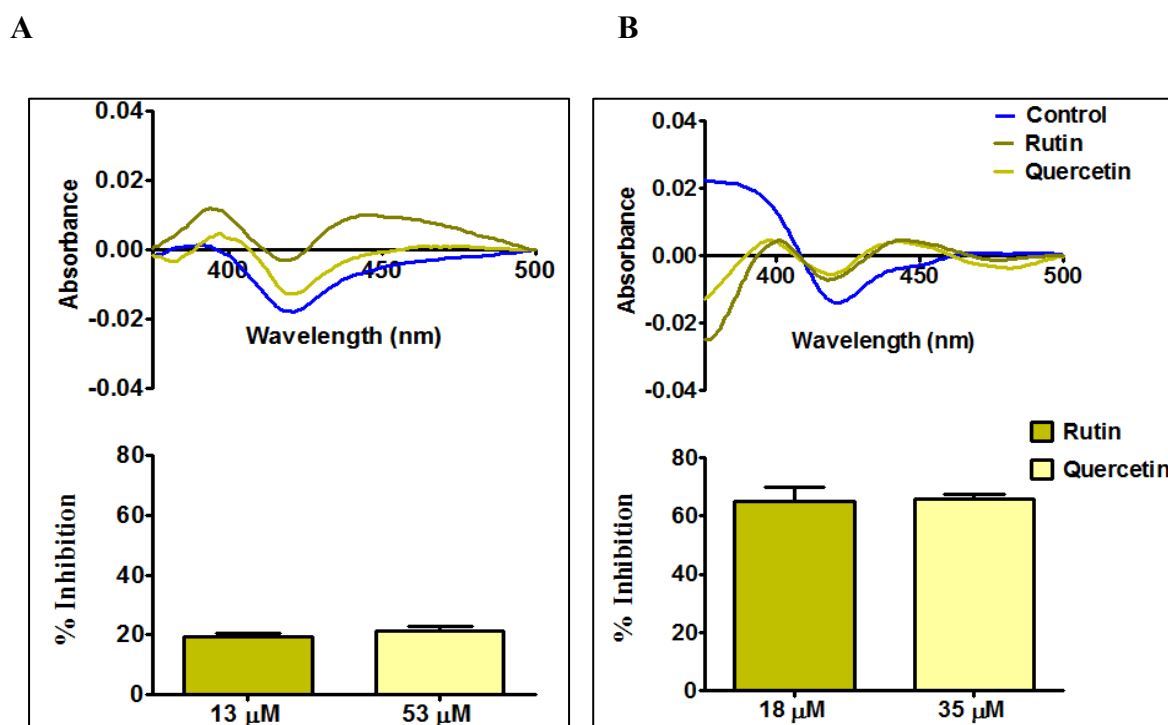 A
B
0.04
0.02
0.00
-0.02
-0.04
Absorbance
400
450
500
Wavelength (nm)
80
60
40
20
0
% Inhibition
13 μM
53 μM
0.04
0.02
0.00
-0.02
-0.04
Absorbance
400
450
500
Wavelength (nm)
Control
Rutin
Quercetin
Rutin
Quercetin
80
60
40
20
0
% Inhibition
18 μM
35 μM